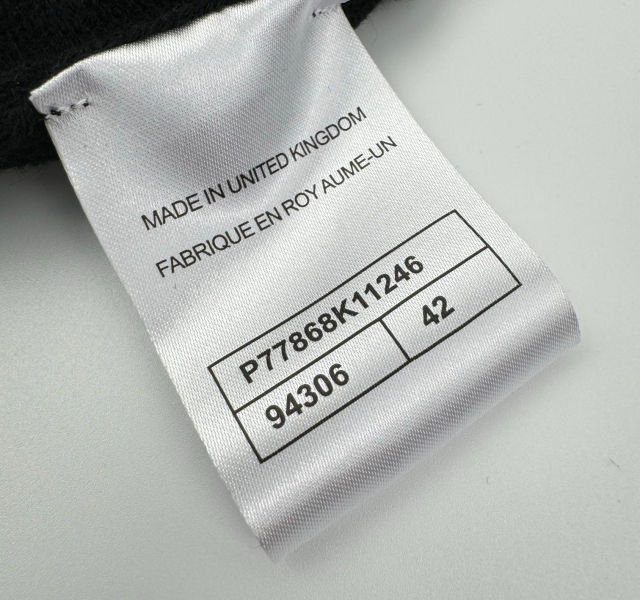 MADE IN UNITED KINGDOM
FABRIQUE EN ROY AUME-UN
P77868K11246
94306 42